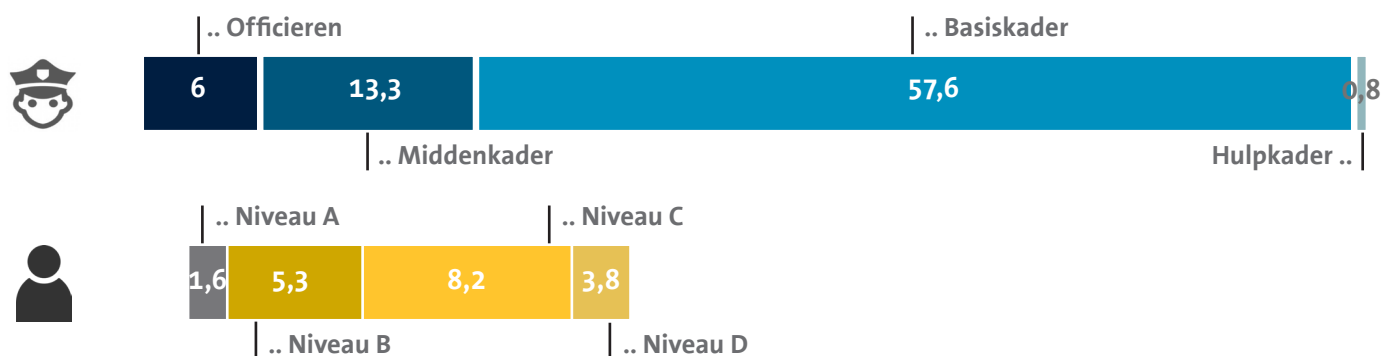 .. Officieren
.. Basiskader
6
13,3
57,6
0,8
.. Middenkader
Hulpkader ..
.. Niveau A
.. Niveau C
1,6
5,3
8,2
3,8
.. Niveau B
.. Niveau D